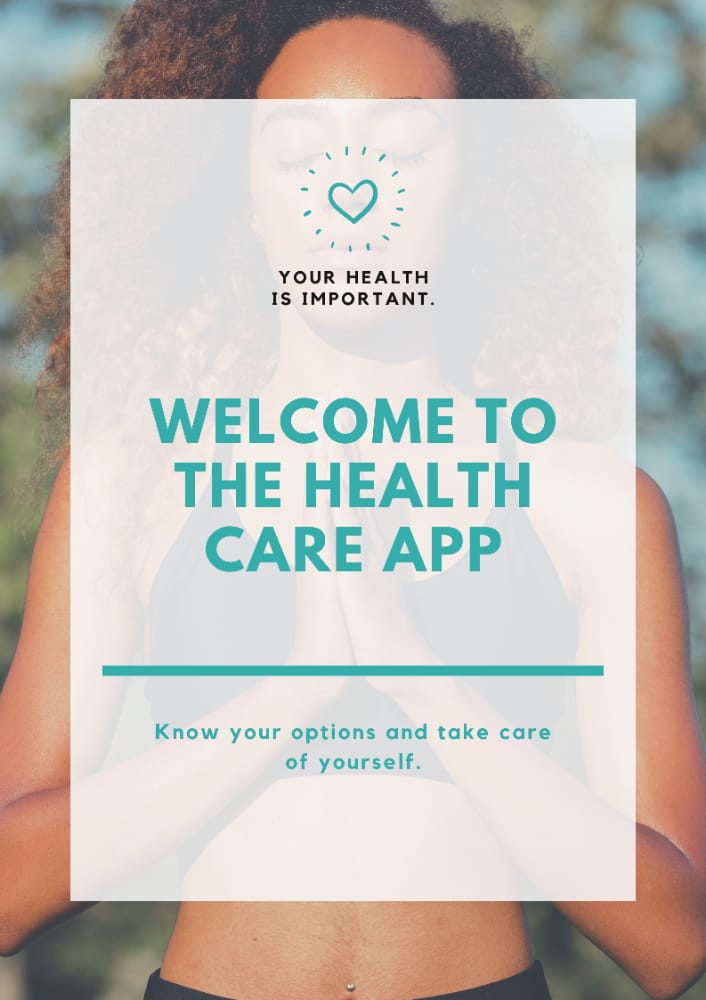 YOUR HEALTH
IS IMPORTANT.
WELCOME TO
THE HEALTH
CARE APP
Know your options and take care
of yourself.